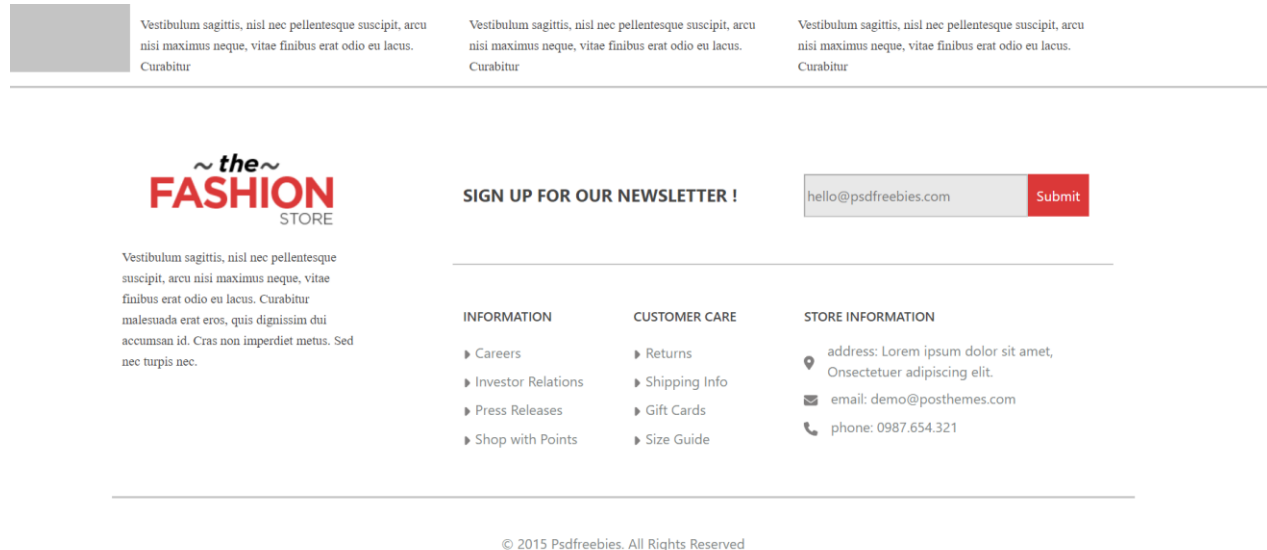 Vestibulum sagittis, nisl nec pellentesque suscipit, arcu
nisi maximus neque, vitae finibus erat odio eu lacus.
Curabitur
Vestibulum sagittis, nisl nec pellentesque suscipit, arcu
nisi maximus neque, vitae finibus erat odio eu lacus.
Curabitur
Vestibulum sagittis, nisl nec pellentesque suscipit, arcu
nisi maximus neque, vitae finibus erat odio eu lacus.
Curabitur
~the~
FASHION
STORE
Vestibulum sagittis, nisl nec pellentesque
suscipit, arcu nisi maximus neque, vitae
finibus erat odio eu lacus. Curabitur
malesuada erat eros, quis dignissim dui
accumsan id. Cras non imperdiet metus. Sed
nec turpis nec.
SIGN UP FOR OUR NEWSLETTER !
hello@psdfreebies.com
Submit
INFORMATION
Careers
Investor Relations
Press Releases
Shop with Points
CUSTOMER CARE
Returns
Shipping Info
Gift Cards
Size Guide
STORE INFORMATION
address: Lorem ipsum dolor sit amet,
Onsectetuer adipiscing elit.
email: demo@posthemes.com
phone: 0987.654.321
© 2015 Psdfreebies. All Rights Reserved